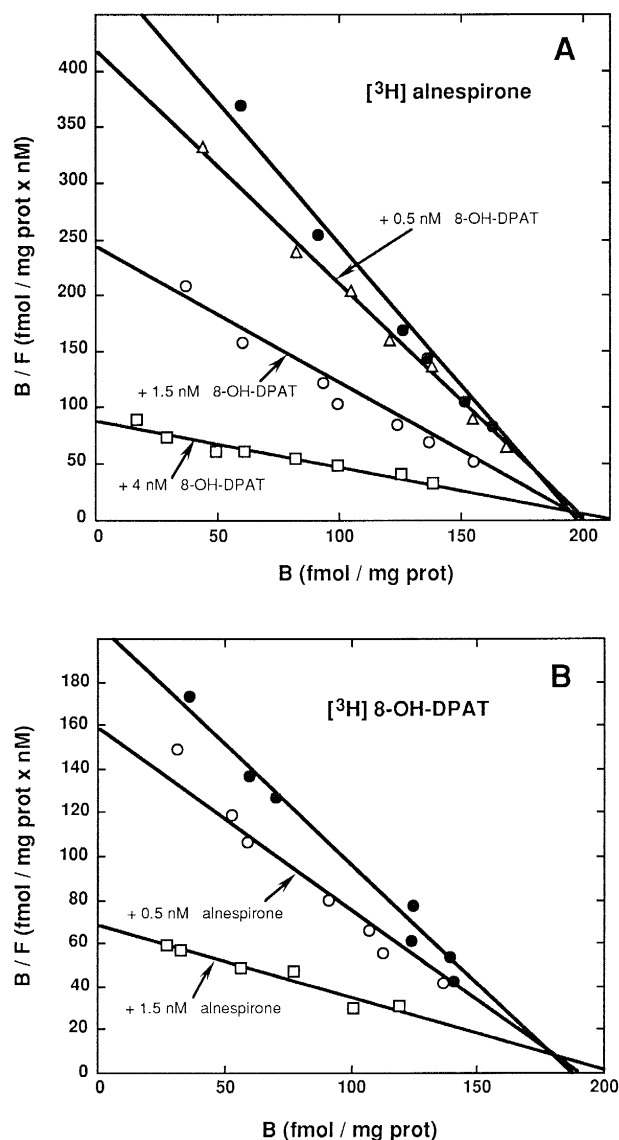 A
[³H] alnespirone
B / F (fmol / mg prot x nM)
400
350
300
250
200
150
100
50
0
+ 0.5 nM 8-OH-DPAT
+ 1.5 nM 8-OH-DPAT
+ 4 nM 8-OH-DPAT
0 50 100 150 200
B (fmol / mg prot)
B
[³H] 8-OH-DPAT
B / F (fmol / mg prot x nM)
180
160
140
120
100
80
60
40
20
0
+ 0.5 nM alnespirone
+ 1.5 nM alnespirone
0 50 100 150 200
B (fmol / mg prot)